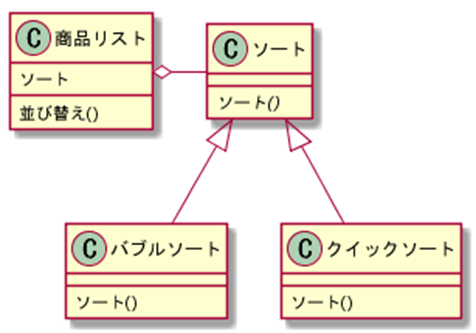 C 商品リスト
ソート
並び替え()
C ソート
ソート()
C バブルソート
ソート()
C クイックソート
ソート()